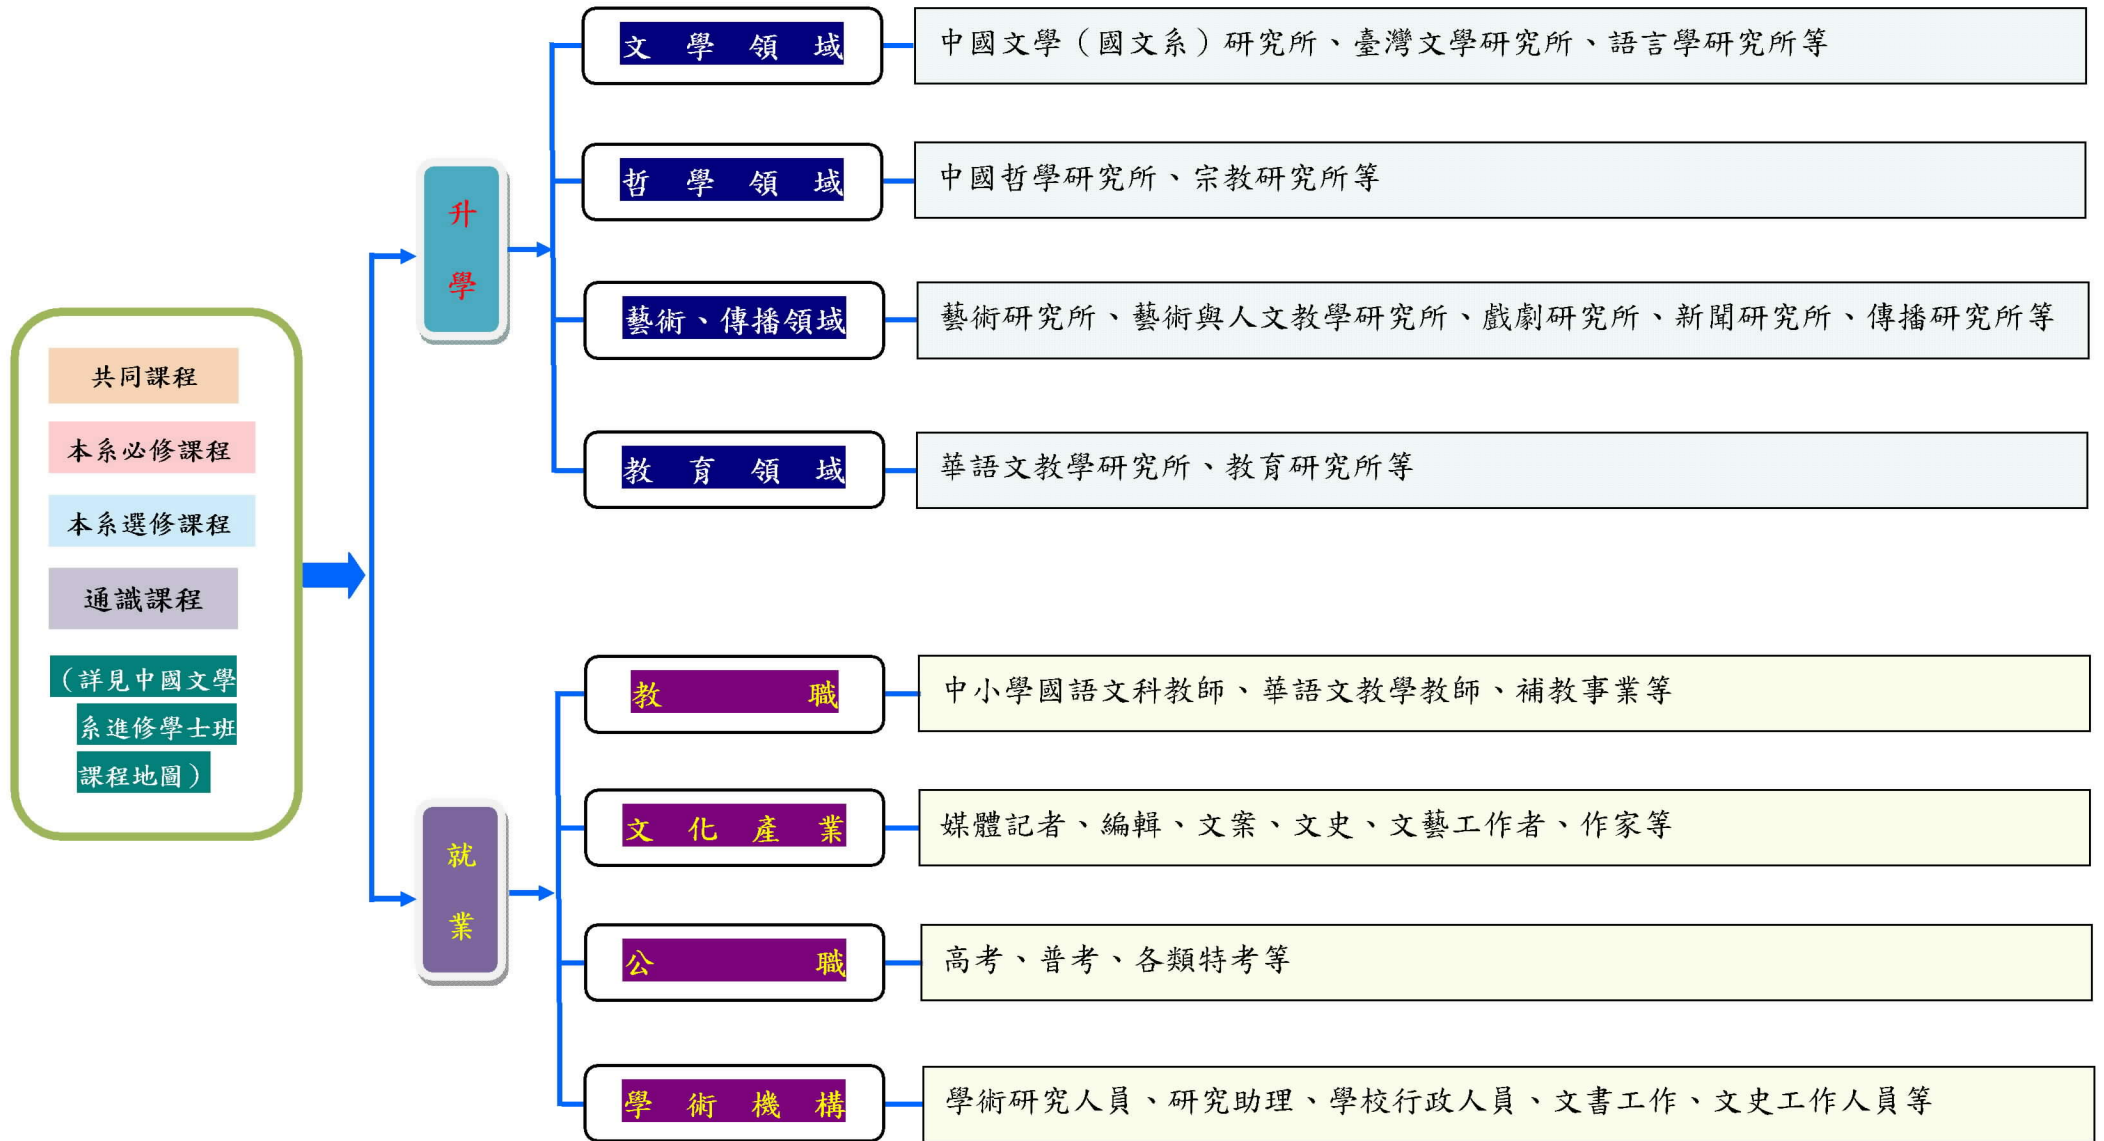 共同課程
本系必修課程
本系選修課程
通識課程
（詳見中國文學
系進修學士班
課程地圖）
升
學
文學領域
中國文學（國文系）研究所、臺灣文學研究所、語言學研究所等
哲學領域
中國哲學研究所、宗教研究所等
藝術、傳播領域
藝術研究所、藝術與人文教學研究所、戲劇研究所、新聞研究所、傳播研究所等
教育領域
華語文教學研究所、教育研究所等
就
業
教職
中小學國語文科教師、華語文教學教師、補教事業等
文化產業
媒體記者、編輯、文案、文史、文藝工作者、作家等
公職
高考、普考、各類特考等
學術機構
學術研究人員、研究助理、學校行政人員、文書工作、文史工作人員等